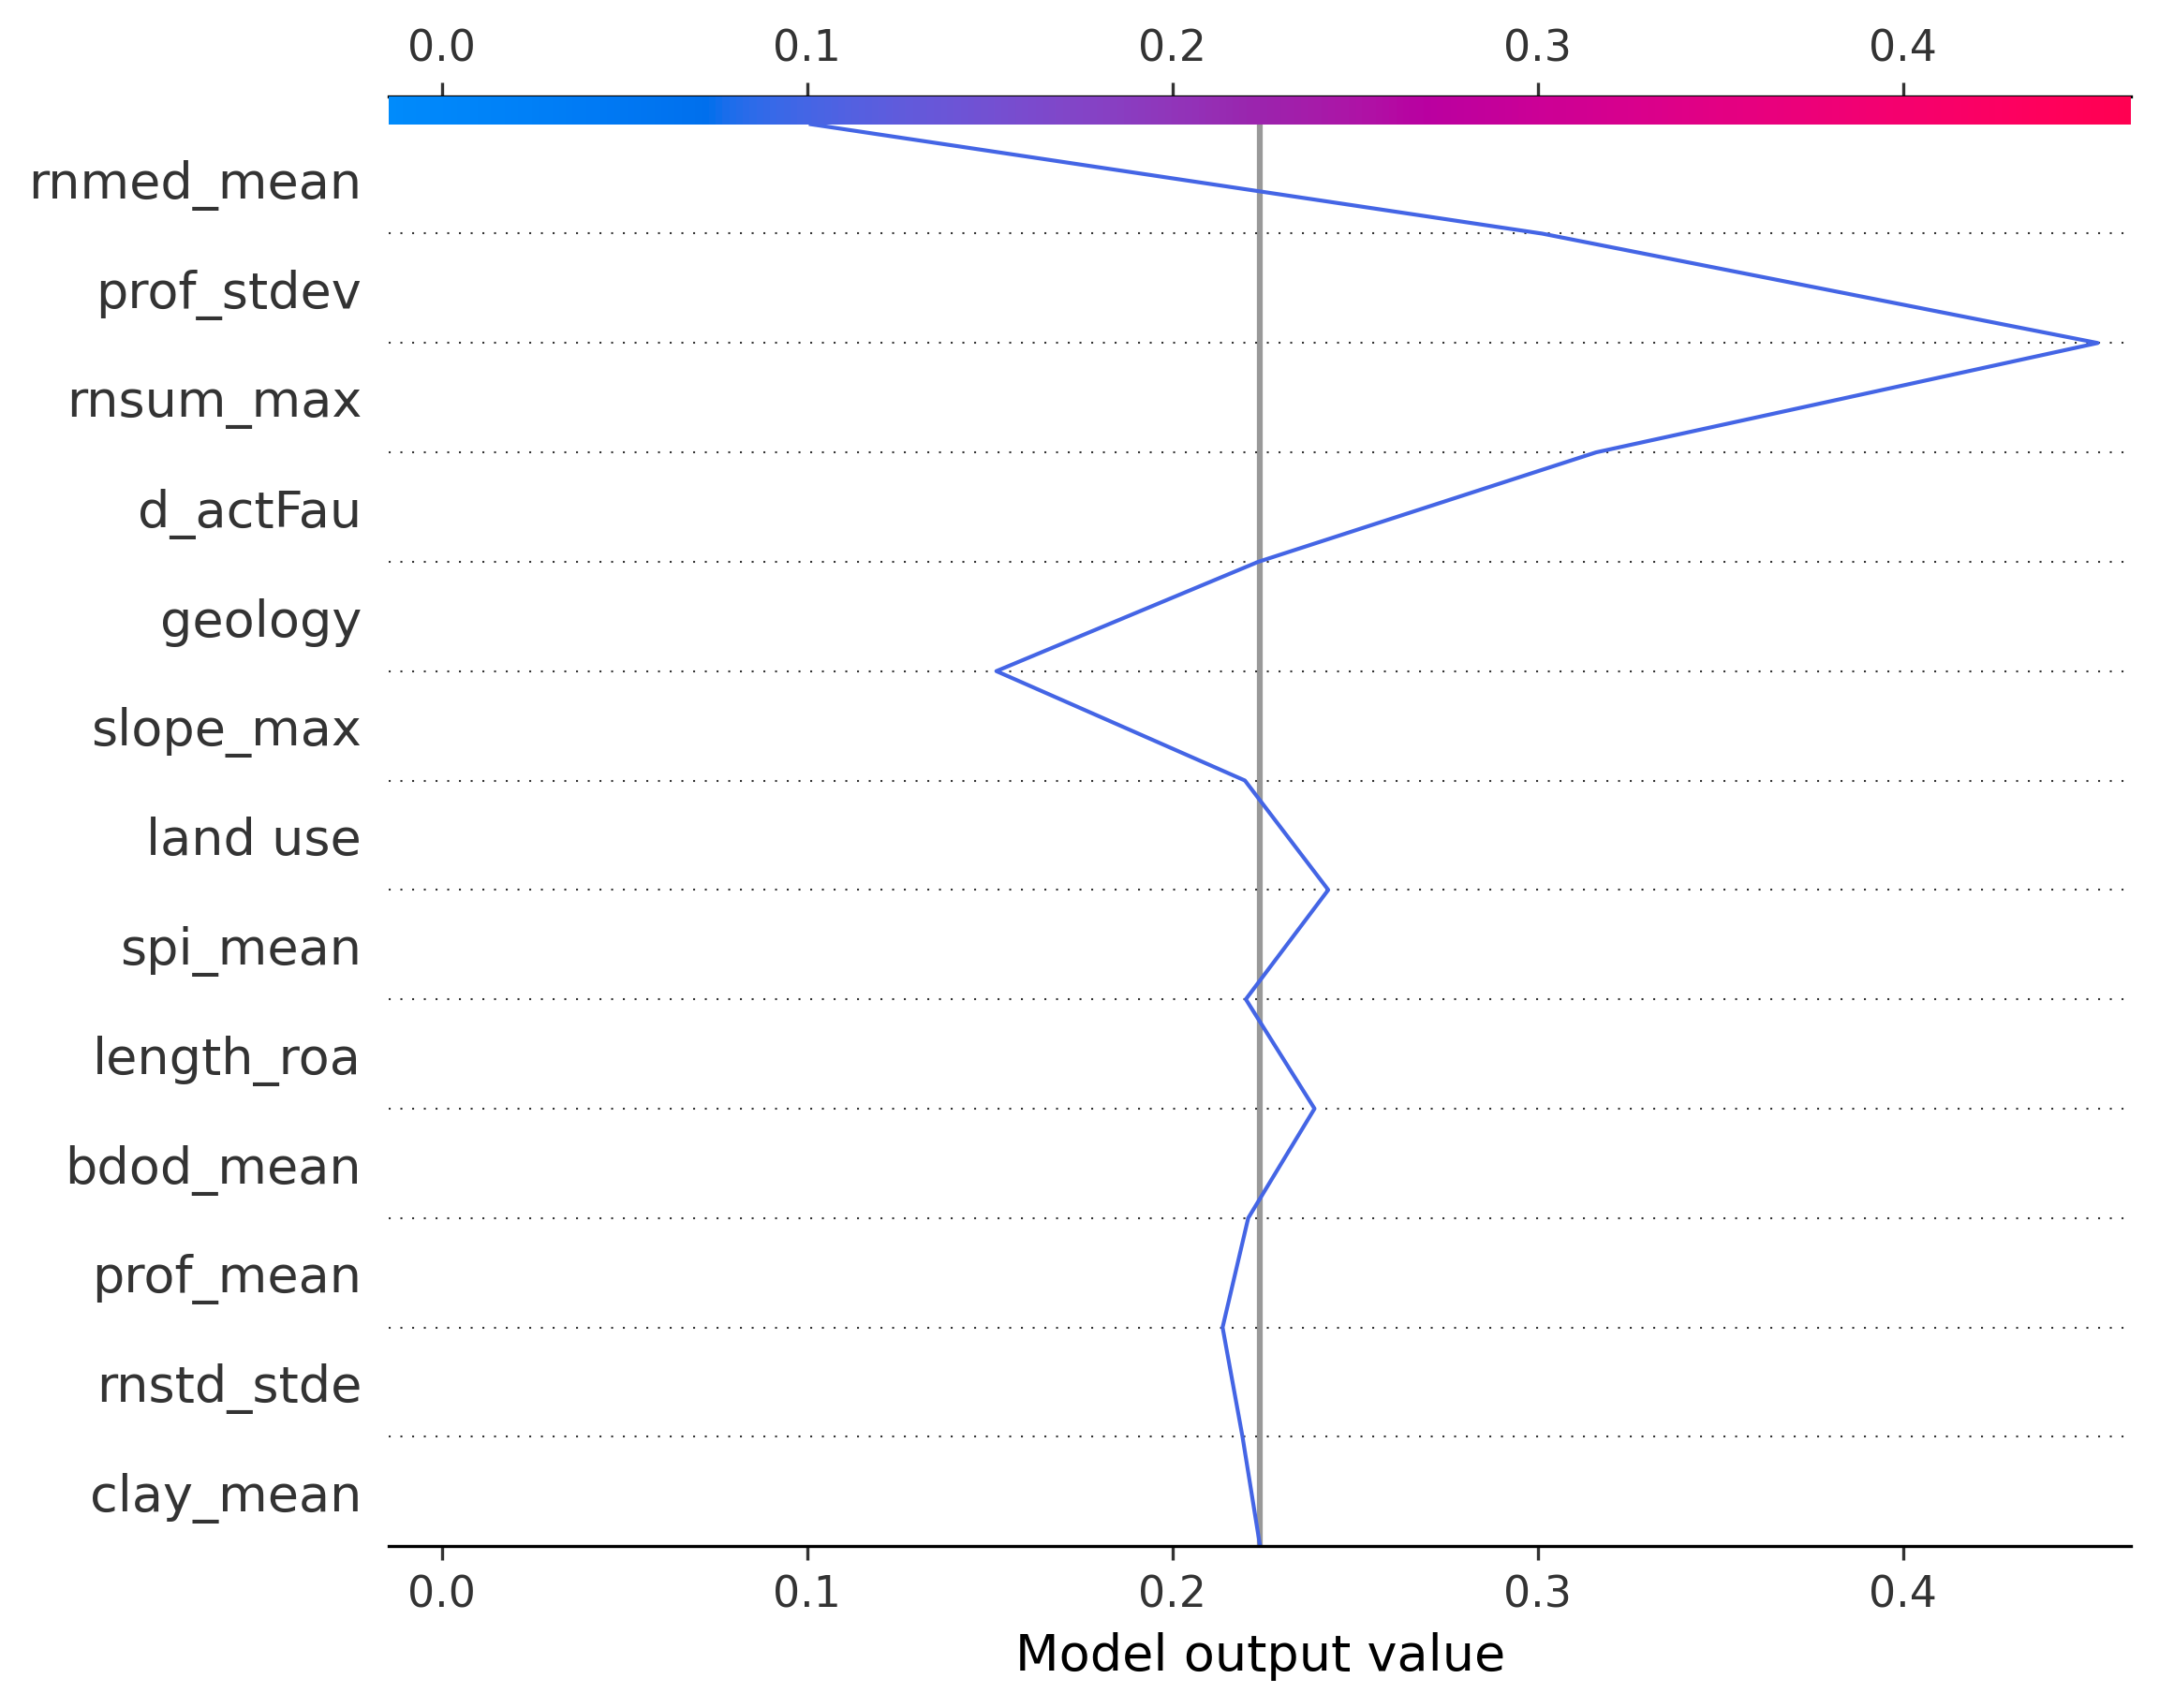 0.0 0.1 0.2 0.3 0.4
rnmed_mean
prof_stdev
rnsum_max
d_actFau
geology
slope_max
land use
spi_mean
length_roa
bdod_mean
prof_mean
rnstd_stde
clay_mean
0.0 0.1 0.2 0.3 0.4
Model output value